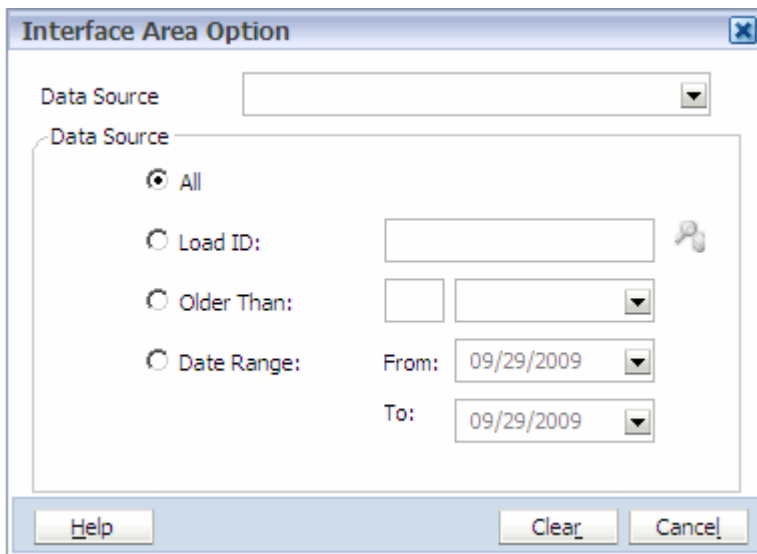 Interface Area Option
Data Source
Data Source
All
Load ID:
Older Than:
Date Range: From: 09/29/2009
To: 09/29/2009
Help Clear Cancel